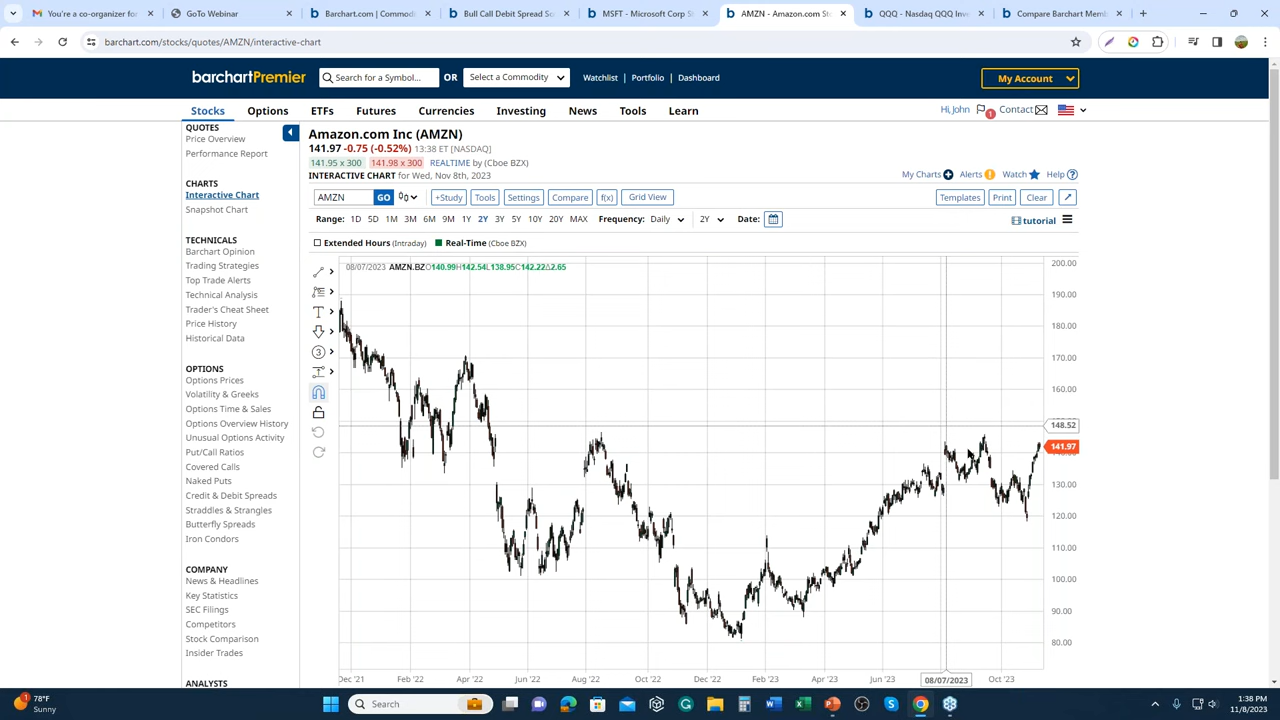 You're a co-organizer for
GoTo Webinar
Barchart.com | Commod
Bull Call Debit Spread Sc
MSFT - Microsoft Corp St
AMZN - Amazon.com Sto
QQQ - Nasdaq QQQ Inv
Compare Barchart Memb
barchart.com/stocks/quotes/AMZN/interactive-chart
barchartPremier
Search for a Symbol...
OR
Select a Commodity
Watchlist
Portfolio
Dashboard
My Account
Stocks
Options
ETFs
Futures
Currencies
Investing
News
Tools
Learn
Hi, John
1
Contact
QUOTES
Price Overview
Performance Report
CHARTS
Interactive Chart
Snapshot Chart
TECHNICALS
Barchart Opinion
Trading Strategies
Top Trade Alerts
Technical Analysis
Trader's Cheat Sheet
Price History
Historical Data
OPTIONS
Options Prices
Volatility & Greeks
Options Time & Sales
Options Overview History
Unusual Options Activity
Put/Call Ratios
Covered Calls
Naked Puts
Credit & Debit Spreads
Straddles & Strangles
Butterfly Spreads
Iron Condors
COMPANY
News & Headlines
Key Statistics
SEC Filings
Competitors
Stock Comparison
Insider Trades
ANALYSTS
Amazon.com Inc (AMZN)
141.97 -0.75 (-0.52%) 13:38 ET [NASDAQ]
141.95 x 300 141.98 x 300 REALTIME by (Cboe BZX)
INTERACTIVE CHART for Wed, Nov 8th, 2023
My Charts
Alerts
Watch
Help
AMZN
GO
+Study
Tools
Settings
Compare
f(x)
Grid View
Templates
Print
Clear
Range: 1D 5D 1M 3M 6M 9M 1Y 2Y 3Y 5Y 10Y 20Y MAX Frequency: Daily 2Y Date:
tutorial
Extended Hours (Intraday) Real-Time (Cboe BZX)
08/07/2023 AMZN.BZ O140.99 H142.54 L138.95 C142.22 Δ2.65
200.00
190.00
180.00
170.00
160.00
148.52
141.97
130.00
120.00
110.00
100.00
90.00
80.00
Dec '21
Feb '22
Apr '22
Jun '22
Aug '22
Oct '22
Dec '22
Feb '23
Apr '23
Jun '23
08/07/2023
Oct '23
T
3
1
78°F
Sunny
Search
1:38 PM
11/8/2023